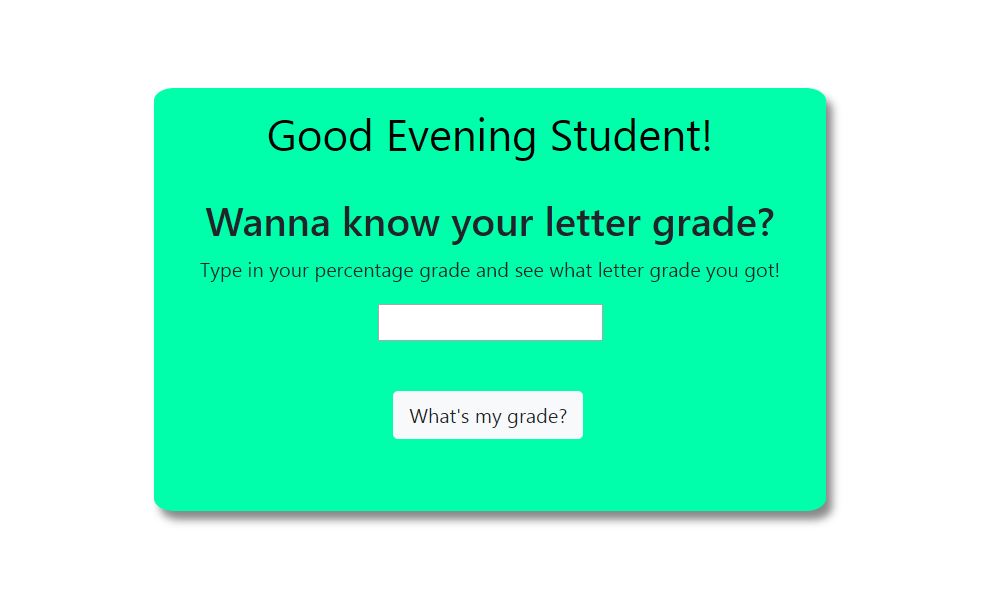 Good Evening Student!
Wanna know your letter grade?
Type in your percentage grade and see what letter grade you got!
What's my grade?